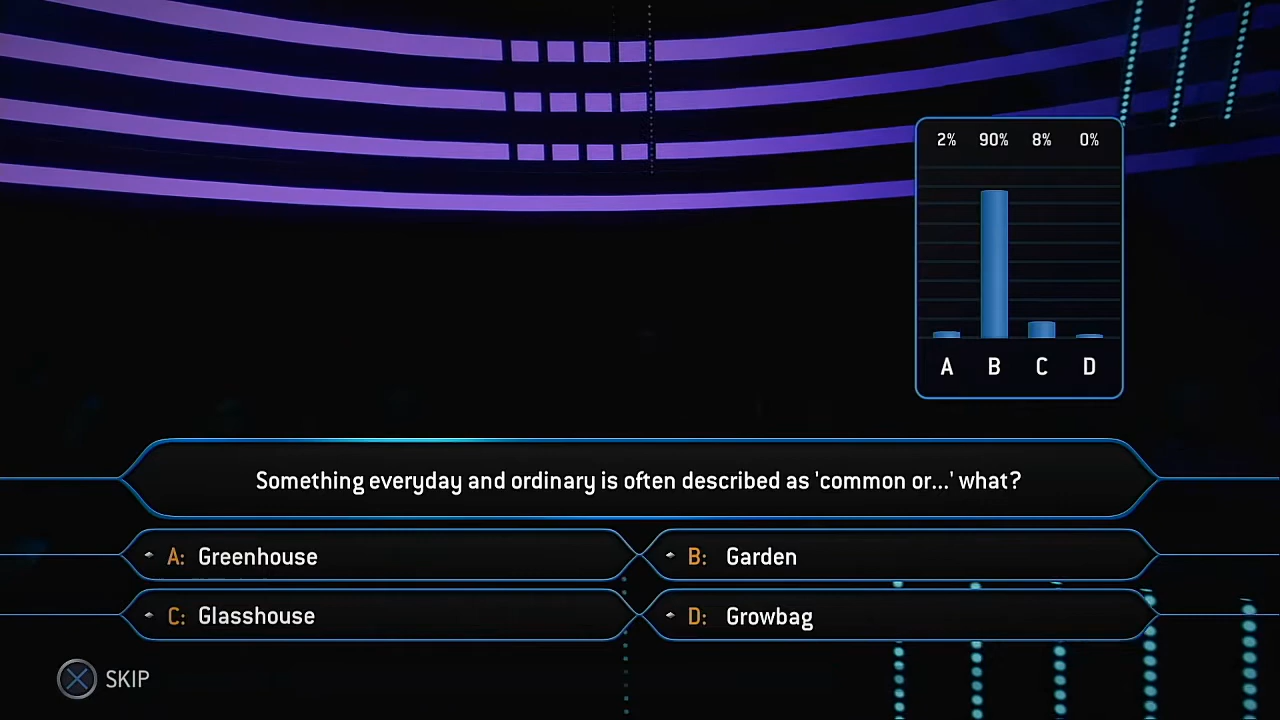 2% 90% 8% 0%
A B C D
Something everyday and ordinary is often described as 'common or...' what?
A: Greenhouse
B: Garden
C: Glasshouse
D: Growbag
SKIP